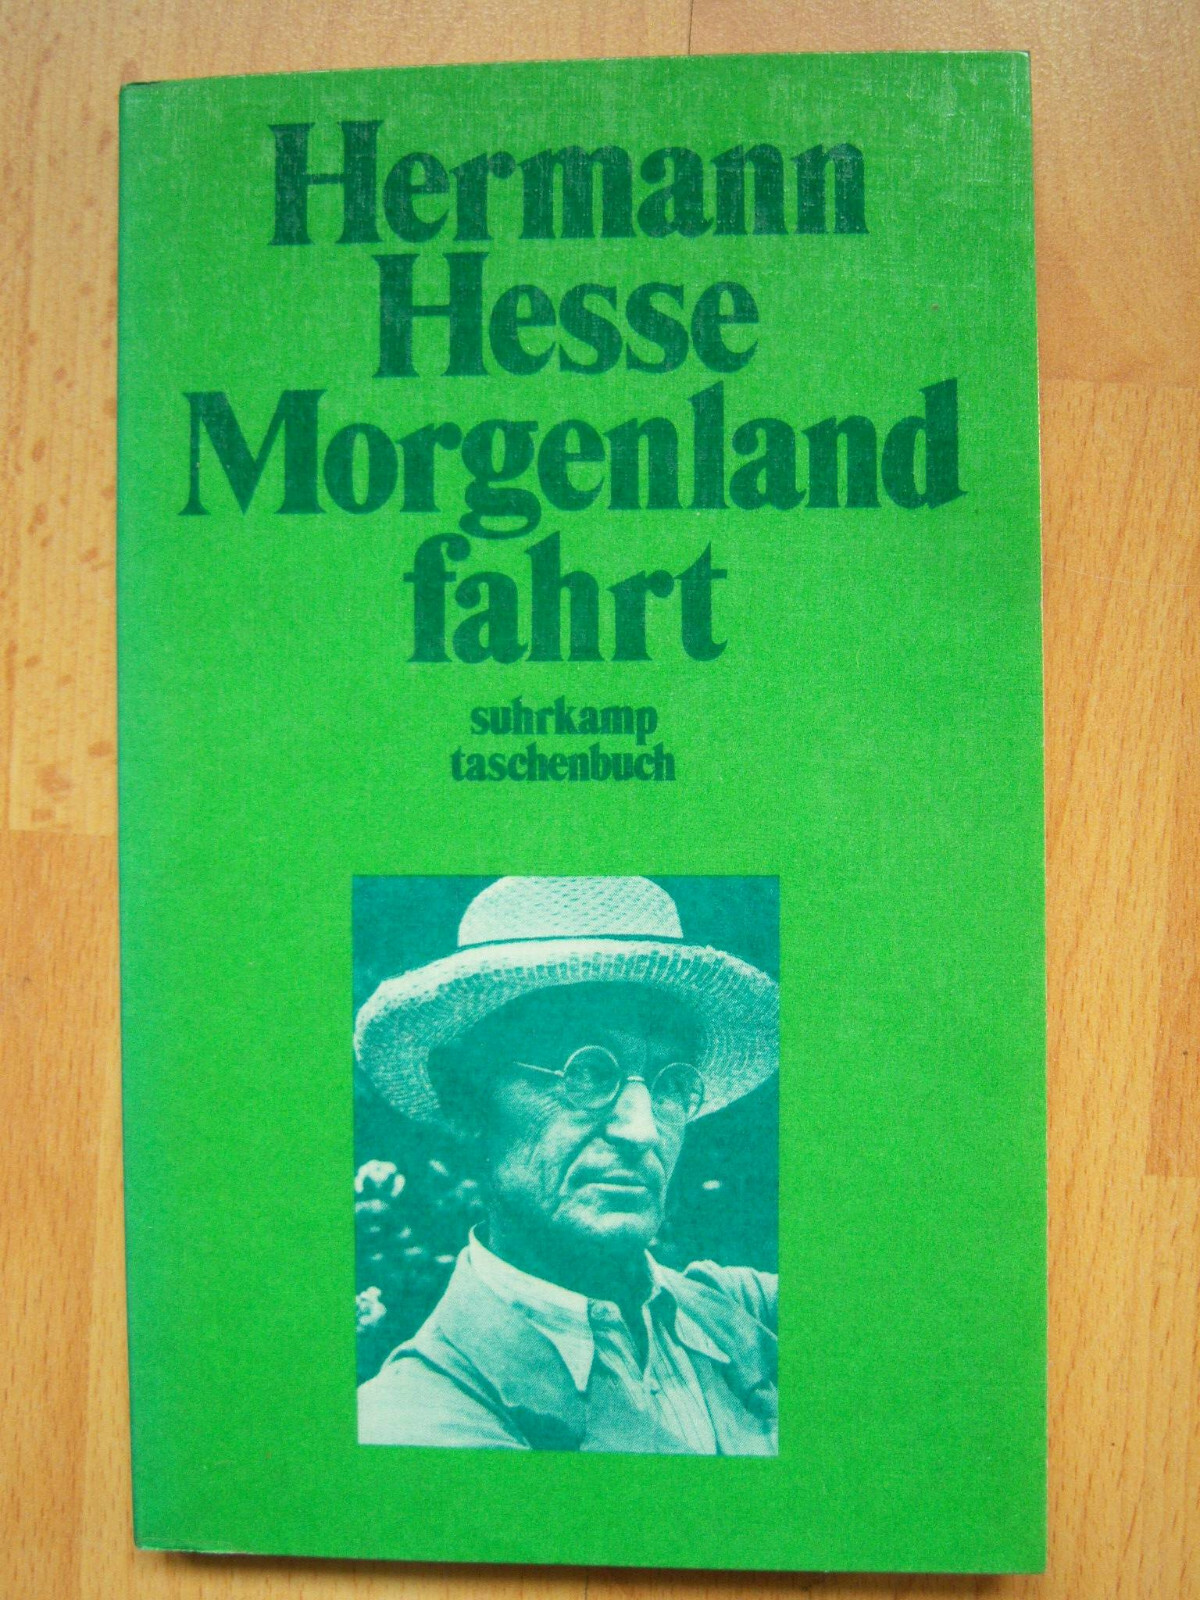 Hermann
Hesse
Morgenland
fahrt
suhrkamp
taschenbuch